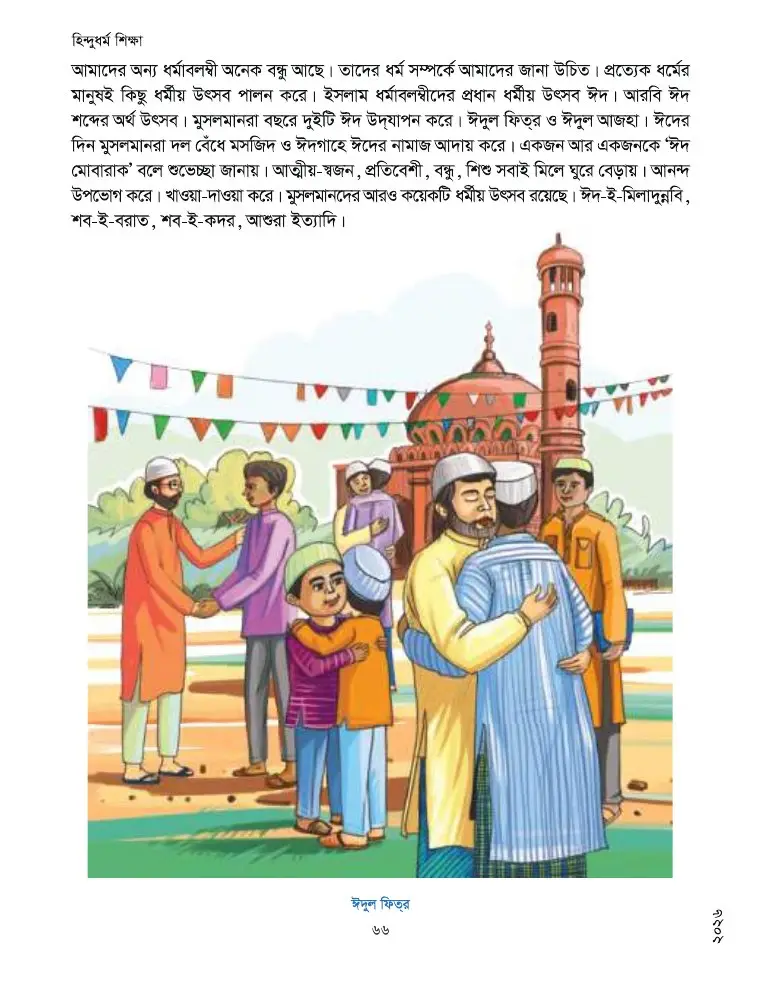 হিন্দুধর্ম শিক্ষা
আমাদের অন্য ধর্মাবলম্বী অনেক বন্ধু আছে। তাদের ধর্ম সম্পর্কে আমাদের জানা উচিত। প্রত্যেক ধর্মের
মানুষই কিছু ধর্মীয় উৎসব পালন করে। ইসলাম ধর্মাবলম্বীদের প্রধান ধর্মীয় উৎসব ঈদ। আরবি ঈদ
শব্দের অর্থ উৎসব। মুসলমানরা বছরে দুইটি ঈদ উদ্‌যাপন করে। ঈদুল ফিত্‌র ও ঈদুল আজহা। ঈদের
দিন মুসলমানরা দল বেঁধে মসজিদ ও ঈদগাহে ঈদের নামাজ আদায় করে। একজন আর একজনকে ‘ঈদ
মোবারাক’ বলে শুভেচ্ছা জানায়। আত্মীয়-স্বজন, প্রতিবেশী, বন্ধু, শিশু সবাই মিলে ঘুরে বেড়ায়। আনন্দ
উপভোগ করে। খাওয়া-দাওয়া করে। মুসলমানদের আরও কয়েকটি ধর্মীয় উৎসব রয়েছে। ঈদ-ই-মিলাদুন্নবি,
শব-ই-বরাত, শব-ই-কদর, আশুরা ইত্যাদি।
ঈদুল ফিত্‌র
৬৬
২০২৬